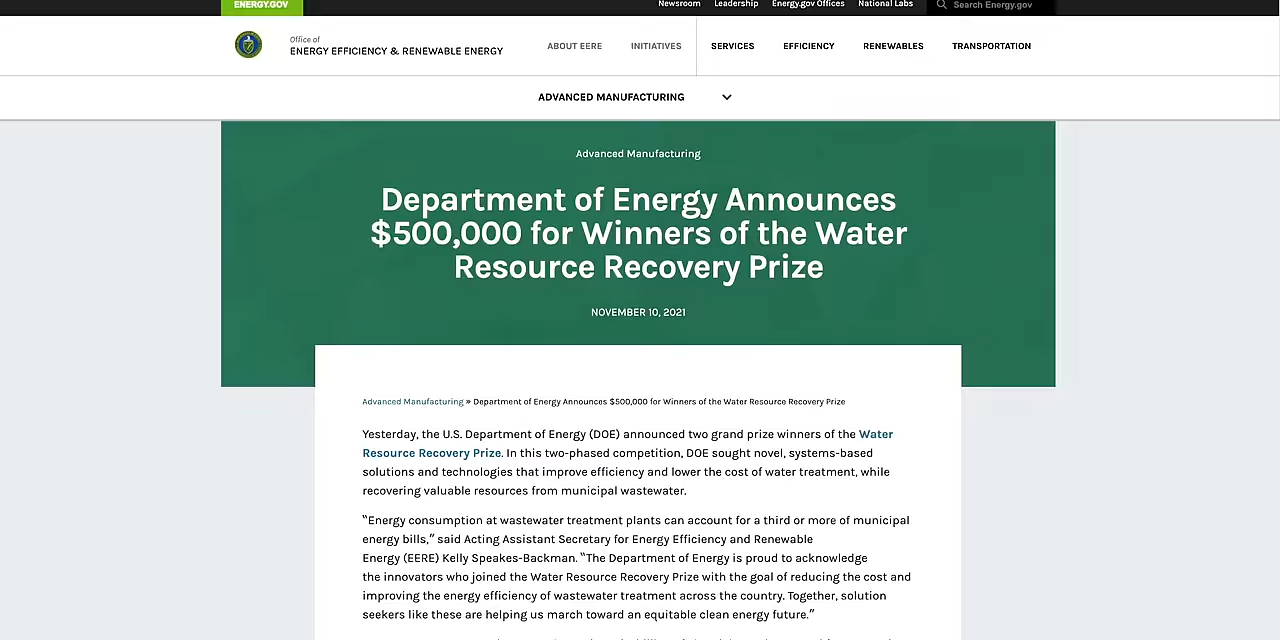 ENERGY.GOV
Newsroom Leadership Energy.gov Offices National Labs Search Energy.gov
Office of
ENERGY EFFICIENCY & RENEWABLE ENERGY
ABOUT EERE INITIATIVES SERVICES EFFICIENCY RENEWABLES TRANSPORTATION
ADVANCED MANUFACTURING
Advanced Manufacturing
Department of Energy Announces
$500,000 for Winners of the Water
Resource Recovery Prize
NOVEMBER 10, 2021
Advanced Manufacturing » Department of Energy Announces $500,000 for Winners of the Water Resource Recovery Prize
Yesterday, the U.S. Department of Energy (DOE) announced two grand prize winners of the Water
Resource Recovery Prize. In this two-phased competition, DOE sought novel, systems-based
solutions and technologies that improve efficiency and lower the cost of water treatment, while
recovering valuable resources from municipal wastewater.
“Energy consumption at wastewater treatment plants can account for a third or more of municipal
energy bills,” said Acting Assistant Secretary for Energy Efficiency and Renewable
Energy (EERE) Kelly Speakes-Backman. “The Department of Energy is proud to acknowledge
the innovators who joined the Water Resource Recovery Prize with the goal of reducing the cost and
improving the energy efficiency of wastewater treatment across the country. Together, solution
seekers like these are helping us march toward an equitable clean energy future.”